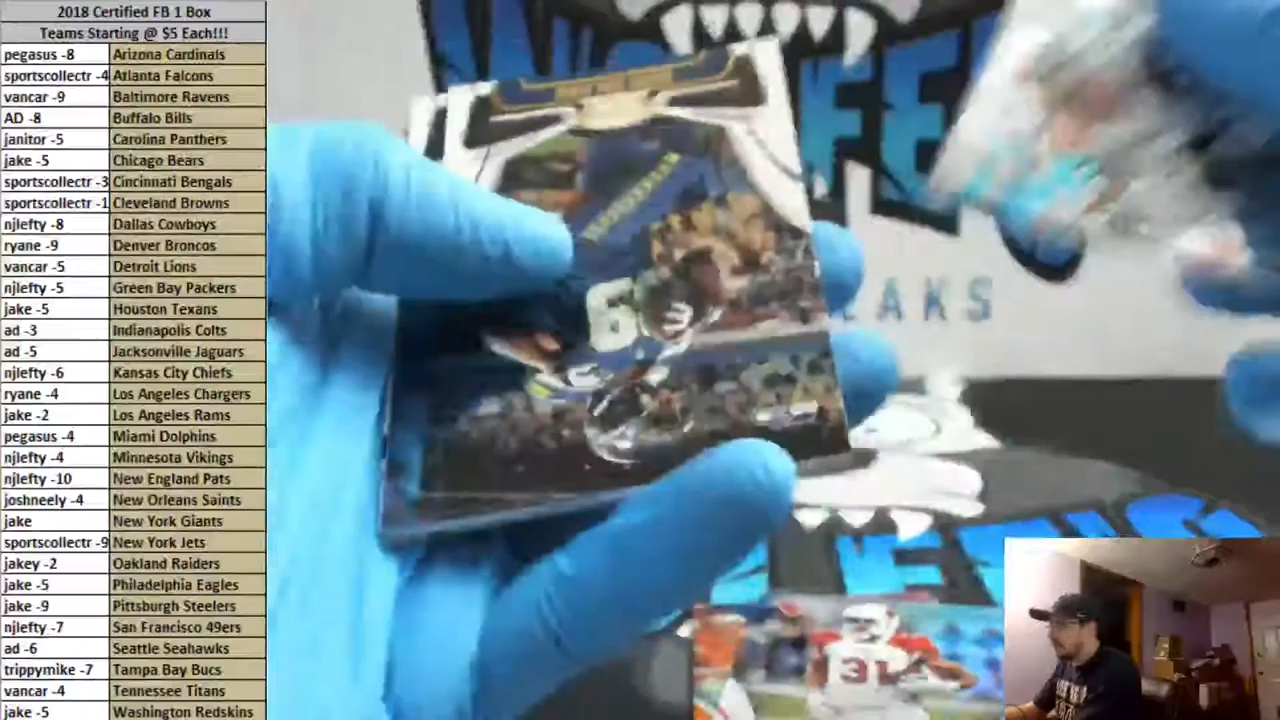 2018 Certified FB 1 Box
Teams Starting @ $5 Each!!!
pegasus -8 Arizona Cardinals
sportscollectr -4 Atlanta Falcons
vancar -9 Baltimore Ravens
AD -8 Buffalo Bills
janitor -5 Carolina Panthers
jake -5 Chicago Bears
sportscollectr -3 Cincinnati Bengals
sportscollectr -1 Cleveland Browns
njlefty -8 Dallas Cowboys
ryane -9 Denver Broncos
vancar -5 Detroit Lions
njlefty -5 Green Bay Packers
jake -5 Houston Texans
ad -3 Indianapolis Colts
ad -5 Jacksonville Jaguars
njlefty -6 Kansas City Chiefs
ryane -4 Los Angeles Chargers
jake -2 Los Angeles Rams
pegasus -4 Miami Dolphins
njlefty -4 Minnesota Vikings
njlefty -10 New England Pats
joshneely -4 New Orleans Saints
jake New York Giants
sportscollectr -9 New York Jets
jakey -2 Oakland Raiders
jake -5 Philadelphia Eagles
jake -9 Pittsburgh Steelers
njlefty -7 San Francisco 49ers
ad -6 Seattle Seahawks
trippymike -7 Tampa Bay Bucs
vancar -4 Tennessee Titans
jake -5 Washington Redskins
6
31